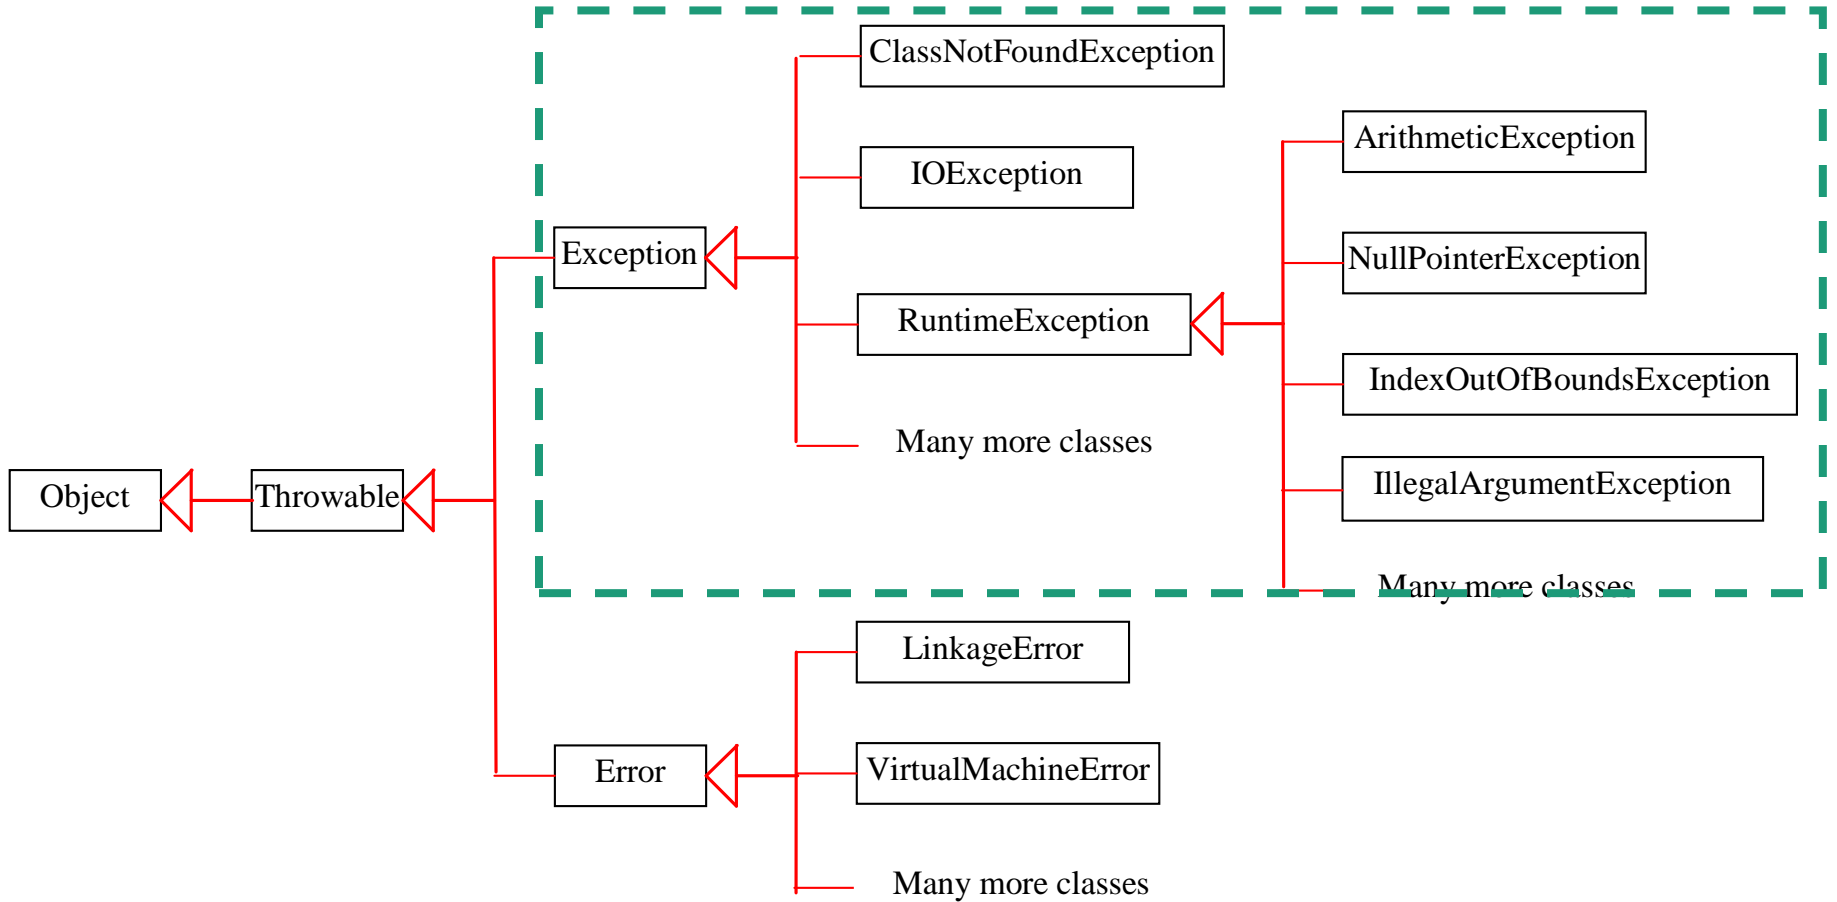 ClassNotFoundException
ArithmeticException
IOException
NullPointerException
Exception
RuntimeException
IndexOutOfBoundsException
Many more classes
IllegalArgumentException
Object
Throwable
Many more classes
LinkageError
Error
VirtualMachineError
Many more classes